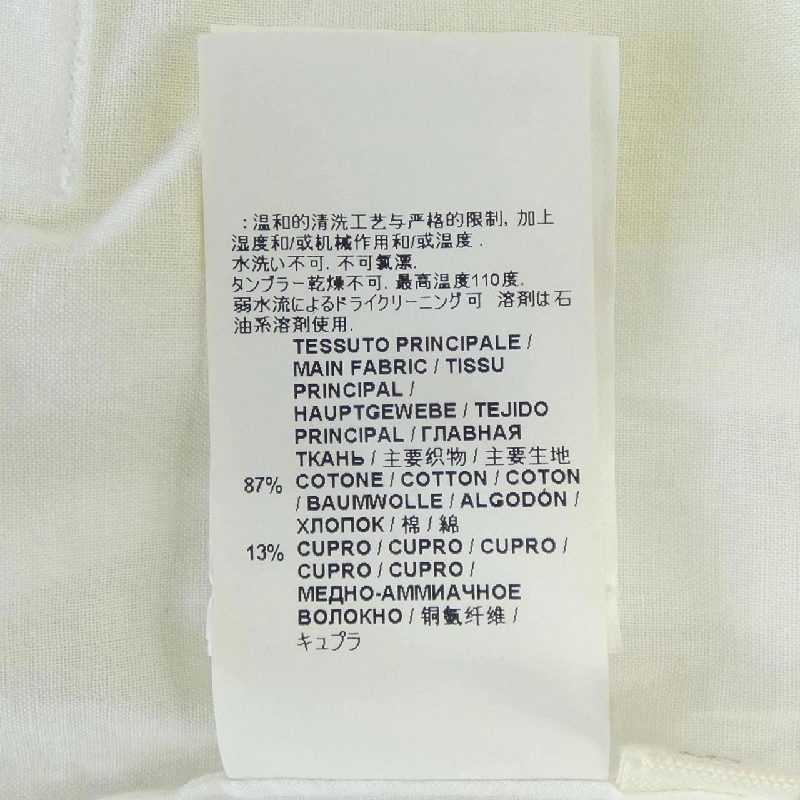 :温和的清洗工艺与严格的限制, 加上
湿度和/或机械作用和/或温度 .
水洗い不可. 不可氯漂.
タンブラー乾燥不可. 最高温度110度.
弱水流によるドライクリーニング可 溶剤は石
油系溶剤使用.
TESSUTO PRINCIPALE /
MAIN FABRIC / TISSU
PRINCIPAL /
HAUPTGEWEBE / TEJIDO
PRINCIPAL / ГЛАВНАЯ
ТКАНЬ / 主要织物 / 主要生地
87% COTONE / COTTON / COTON
/ BAUMWOLLE / ALGODÓN /
ХЛОПОК / 棉 / 綿
13% CUPRO / CUPRO / CUPRO /
CUPRO / CUPRO /
МЕДНО-АММИАЧНОЕ
ВОЛОКНО / 铜氨纤维 /
キュプラ